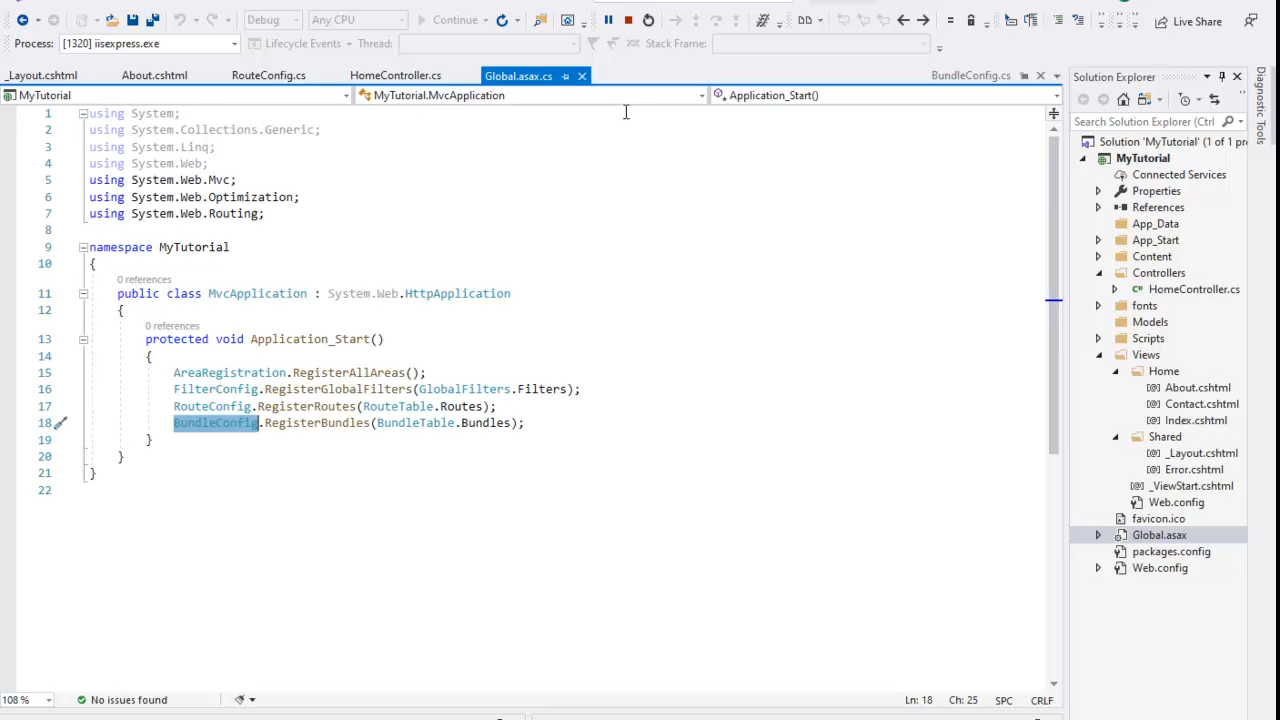 Debug Any CPU Continue Live Share
Process: [1320] iisexpress.exe Lifecycle Events Thread: Stack Frame:
_Layout.cshtml About.cshtml RouteConfig.cs HomeController.cs Global.asax.cs BundleConfig.cs
MyTutorial MyTutorial.MvcApplication Application_Start()
1 using System;
2 using System.Collections.Generic;
3 using System.Linq;
4 using System.Web;
5 using System.Web.Mvc;
6 using System.Web.Optimization;
7 using System.Web.Routing;
8
9 namespace MyTutorial
10 {
0 references
11 public class MvcApplication : System.Web.HttpApplication
12 {
0 references
13 protected void Application_Start()
14 {
15 AreaRegistration.RegisterAllAreas();
16 FilterConfig.RegisterGlobalFilters(GlobalFilters.Filters);
17 RouteConfig.RegisterRoutes(RouteTable.Routes);
18 BundleConfig.RegisterBundles(BundleTable.Bundles);
19 }
20 }
21 }
22
108 % No issues found Ln: 18 Ch: 25 SPC CRLF
Solution Explorer
Search Solution Explorer (Ctrl
Solution 'MyTutorial' (1 of 1 pr
MyTutorial
Connected Services
Properties
References
App_Data
App_Start
Content
Controllers
HomeController.cs
fonts
Models
Scripts
Views
Home
About.cshtml
Contact.cshtml
Index.cshtml
Shared
_Layout.cshtml
Error.cshtml
_ViewStart.cshtml
Web.config
favicon.ico
Global.asax
packages.config
Web.config
Diagnostic Tools